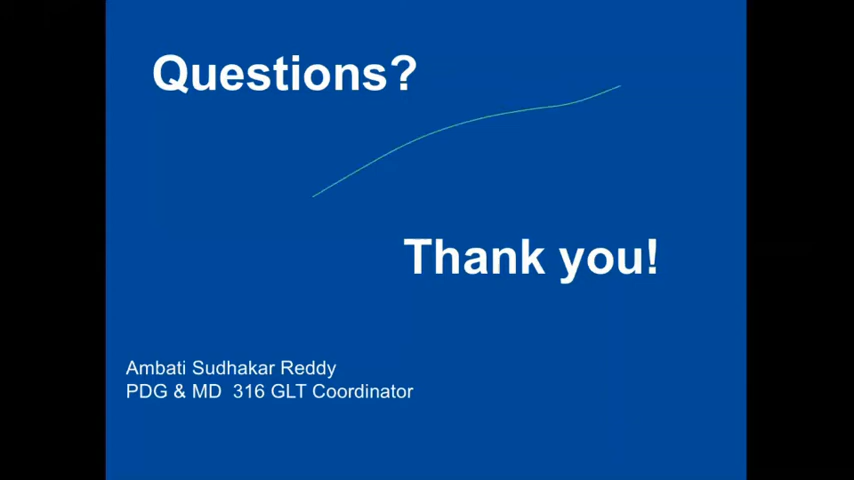 Questions?
Thank you!
Ambati Sudhakar Reddy
PDG & MD  316 GLT Coordinator